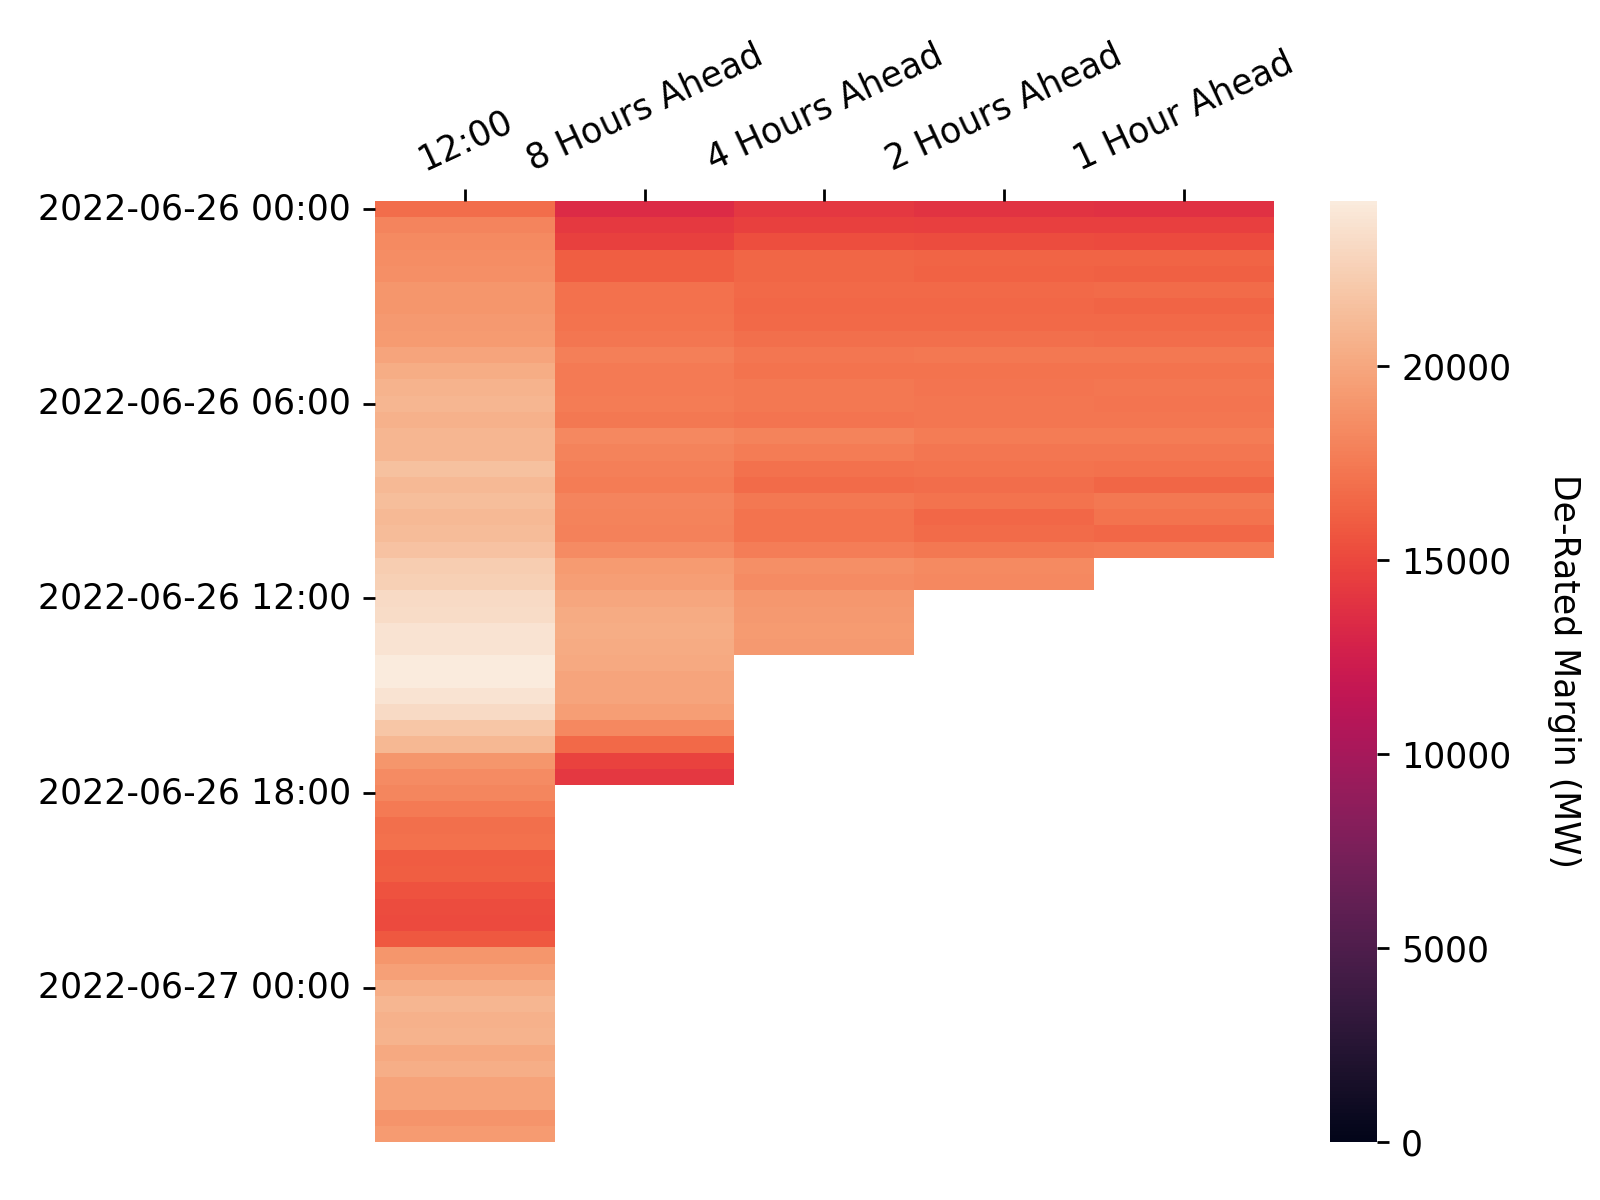 12:00
8 Hours Ahead
4 Hours Ahead
2 Hours Ahead
1 Hour Ahead
2022-06-26 00:00
2022-06-26 06:00
2022-06-26 12:00
2022-06-26 18:00
2022-06-27 00:00
20000
15000
10000
5000
0
De-Rated Margin (MW)